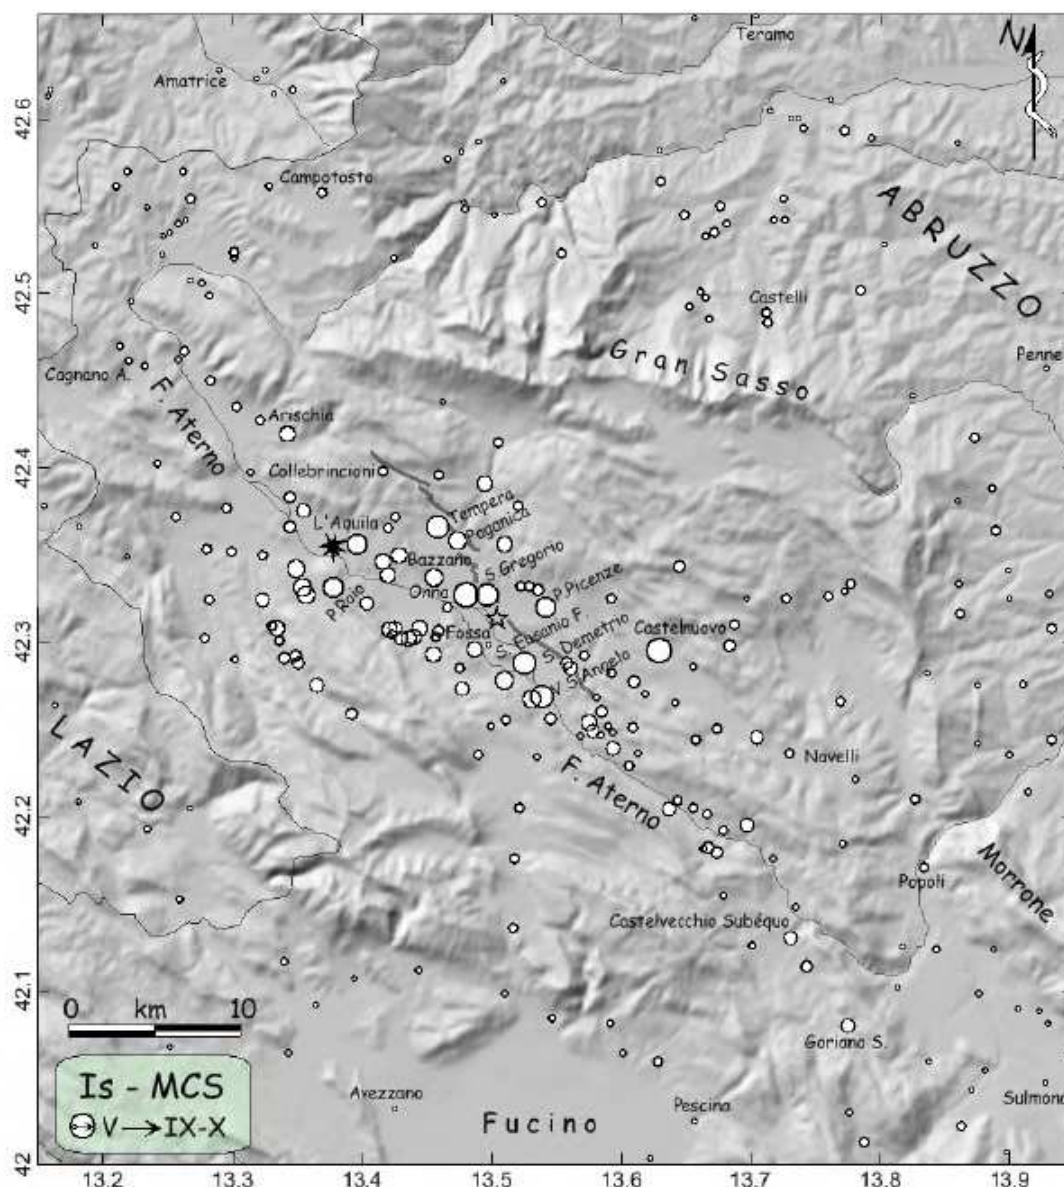 N
Teramo
Amatrice
Campotosto
ABRUZZO
Castelli
Gran Sasso
Penne
Cagnano A.
F. Aterno
Arischia
Collebrincioni
Tempera
L'Aquila
Paganica
Bazzano
S Gregorio
Onna
P. Picenze
P. Roio
S. Eusanio F.
Fossa
S. Demetrio
Castelnuovo
S. Angelo
LAZIO
Navelli
F. Aterno
Morrone
Popoli
Castelvecchio Subéquo
0 km 10
Goriano S.
Is - MCS
V → IX-X
Avezzano
Pescina
Sulmona
Fucino
42.6
42.5
42.4
42.3
42.2
42.1
42
13.2 13.3 13.4 13.5 13.6 13.7 13.8 13.9